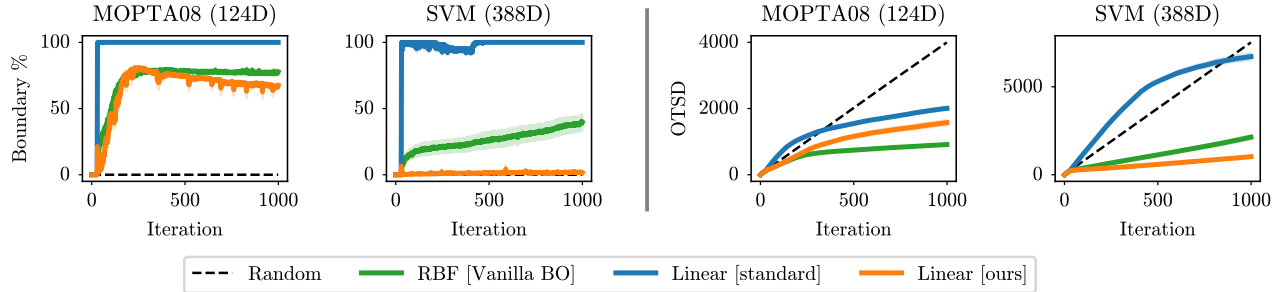 MOPTA08 (124D)
SVM (388D)
MOPTA08 (124D)
SVM (388D)
Boundary %
100
50
0
0
500
1000
Iteration
100
50
0
0
500
1000
Iteration
OTSD
4000
2000
0
0
500
1000
Iteration
5000
0
0
500
1000
Iteration
Random
RBF [Vanilla BO]
Linear [standard]
Linear [ours]